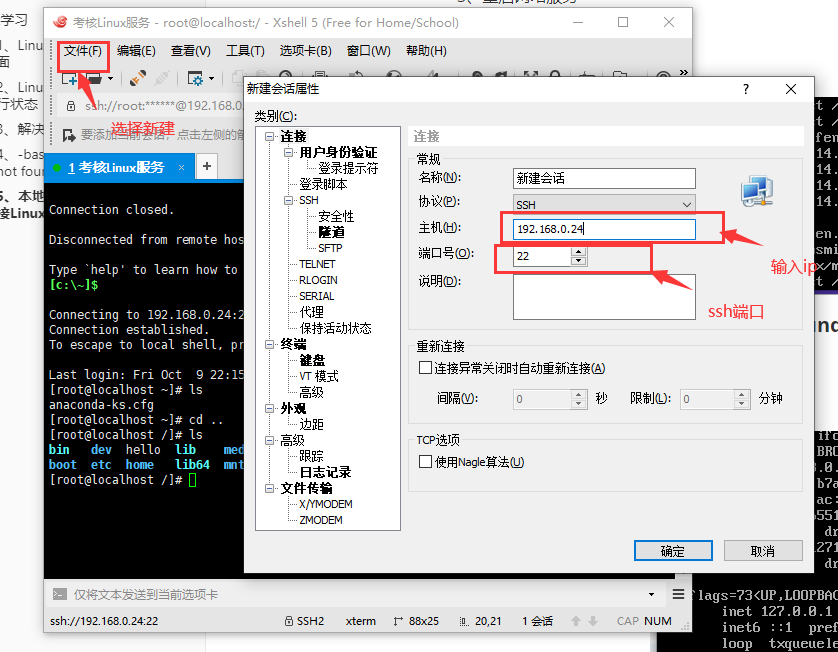 学习
1、Linu
面
2、Linu
行状态
3、解决
4、-bas
not foun
5、本地
接Linux
考核Linux服务 - root@localhost:/ - Xshell 5 (Free for Home/School)
文件(F) 编辑(E) 查看(V) 工具(T) 选项卡(B) 窗口(W) 帮助(H)
ssh://root:******@192.168.0.
选择新建
要添加当前会话，点击左侧的箭
1 考核Linux服务 × +
Connection closed.
Disconnected from remote hos
Type `help' to learn how to
[c:\~]$
Connecting to 192.168.0.24:2
Connection established.
To escape to local shell, pr
Last login: Fri Oct 9 22:15
[root@localhost ~]# ls
anaconda-ks.cfg
[root@localhost ~]# cd ..
[root@localhost /]# ls
bin dev hello lib med
boot etc home lib64 mnt
[root@localhost /]#
仅将文本发送到当前选项卡
ssh://192.168.0.24:22 SSH2 xterm 88x25 20,21 1 会话 CAP NUM
新建会话属性 ?
类别(C):
连接
用户身份验证
登录提示符
登录脚本
SSH
安全性
隧道
SFTP
TELNET
RLOGIN
SERIAL
代理
保持活动状态
终端
键盘
VT 模式
高级
外观
边距
高级
跟踪
日志记录
文件传输
X/YMODEM
ZMODEM
连接
常规
名称(N): 新建会话
协议(P): SSH
主机(H): 192.168.0.24
端口号(O): 22
说明(D):
输入ip
ssh端口
重新连接
连接异常关闭时自动重新连接(A)
间隔(V): 0 秒 限制(L): 0 分钟
TCP选项
使用Nagle算法(U)
确定 取消
lags=73<UP,LOOPBAC
inet 127.0.0.1
inet6 ::1 pref
loop txqueuele